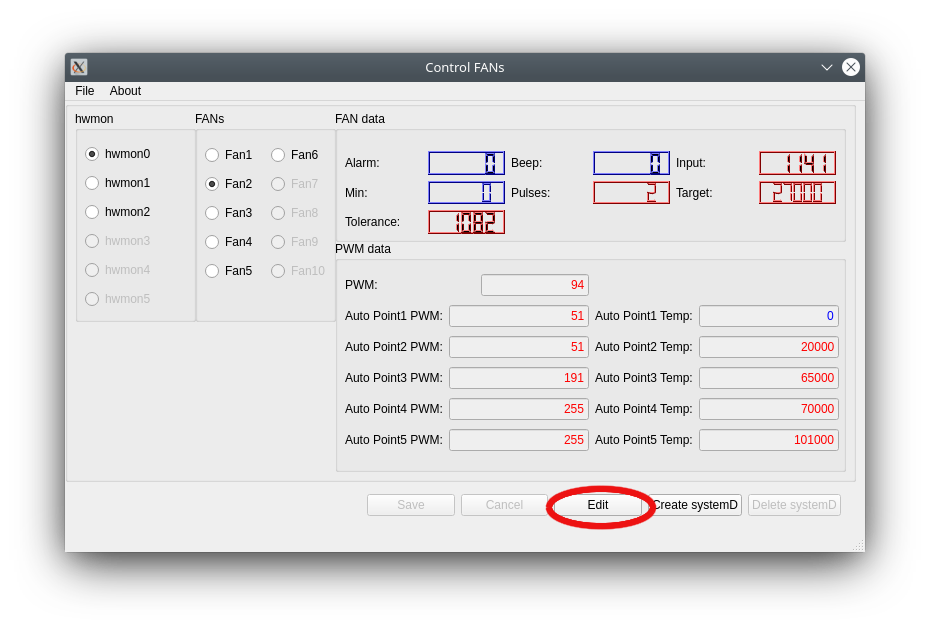 Control FANs
File About
hwmon
hwmon0
hwmon1
hwmon2
hwmon3
hwmon4
hwmon5
FANs
Fan1 Fan6
Fan2 Fan7
Fan3 Fan8
Fan4 Fan9
Fan5 Fan10
FAN data
Alarm: 0 Beep: 0 Input: 1141
Min: 0 Pulses: 2 Target: 27000
Tolerance: 1082
PWM data
PWM: 94
Auto Point1 PWM: 51 Auto Point1 Temp: 0
Auto Point2 PWM: 51 Auto Point2 Temp: 20000
Auto Point3 PWM: 191 Auto Point3 Temp: 65000
Auto Point4 PWM: 255 Auto Point4 Temp: 70000
Auto Point5 PWM: 255 Auto Point5 Temp: 101000
Save Cancel Edit Create systemD Delete systemD